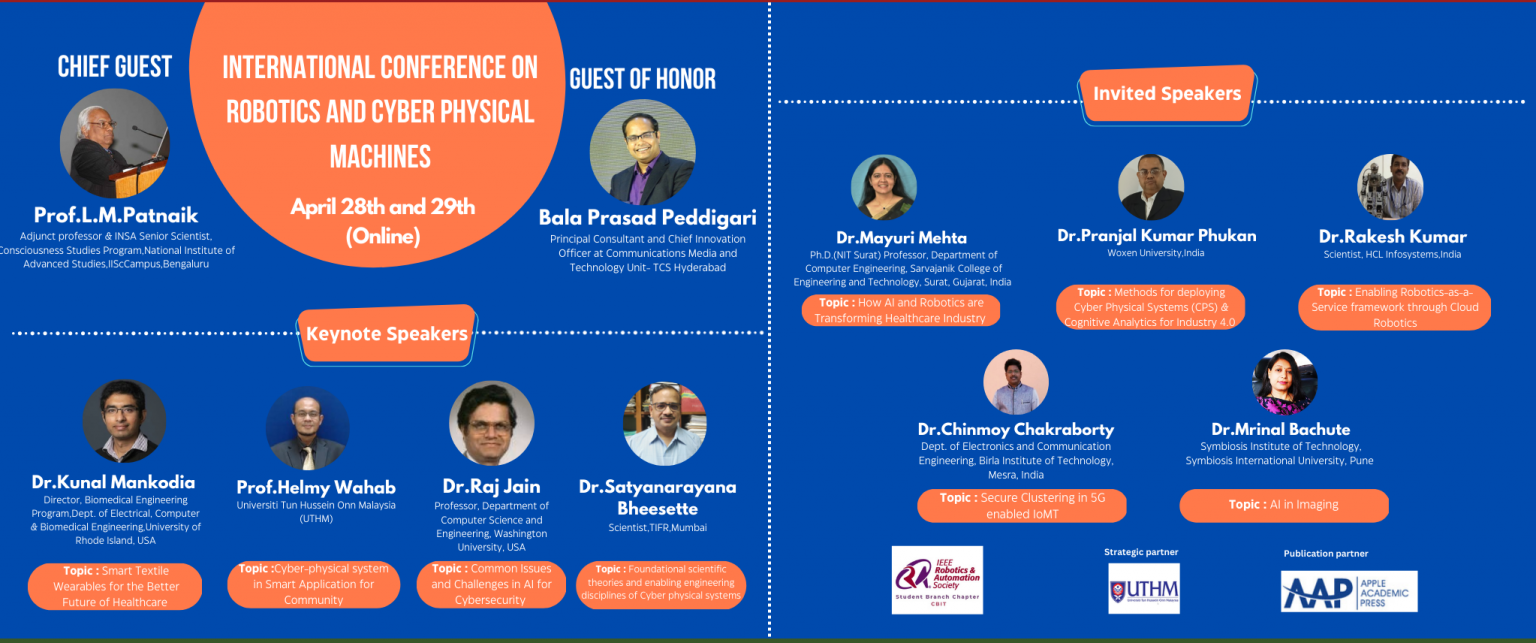 CHIEF GUEST
Prof.L.M.Patnaik
Adjunct professor & INSA Senior Scientist,
Consciousness Studies Program,National Institute of
Advanced Studies,IIScCampus,Bengaluru
INTERNATIONAL CONFERENCE ON
ROBOTICS AND CYBER PHYSICAL
MACHINES
April 28th and 29th
(Online)
GUEST OF HONOR
Bala Prasad Peddigari
Principal Consultant and Chief Innovation
Officer at Communications Media and
Technology Unit- TCS Hyderabad
Keynote Speakers
Dr.Kunal Mankodia
Director, Biomedical Engineering
Program,Dept. of Electrical, Computer
& Biomedical Engineering,University of
Rhode Island, USA
Topic : Smart Textile
Wearables for the Better
Future of Healthcare
Prof.Helmy Wahab
Universiti Tun Hussein Onn Malaysia
(UTHM)
Topic :Cyber-physical system
in Smart Application for
Community
Dr.Raj Jain
Professor, Department of
Computer Science and
Engineering, Washington
University, USA
Topic : Common Issues
and Challenges in AI for
Cybersecurity
Dr.Satyanarayana
Bheesette
Scientist,TIFR,Mumbai
Topic : Foundational scientific
theories and enabling engineering
disciplines of Cyber physical systems
Invited Speakers
Dr.Mayuri Mehta
Ph.D.(NIT Surat) Professor, Department of
Computer Engineering, Sarvajanik College of
Engineering and Technology, Surat, Gujarat, India
Topic : How AI and Robotics are
Transforming Healthcare Industry
Dr.Pranjal Kumar Phukan
Woxen University,India
Topic : Methods for deploying
Cyber Physical Systems (CPS) &
Cognitive Analytics for Industry 4.0
Dr.Rakesh Kumar
Scientist, HCL Infosystems,India
Topic : Enabling Robotics-as-a-
Service framework through Cloud
Robotics
Dr.Chinmoy Chakraborty
Dept. of Electronics and Communication
Engineering, Birla Institute of Technology,
Mesra, India
Topic : Secure Clustering in 5G
enabled IoMT
Dr.Mrinal Bachute
Symbiosis Institute of Technology,
Symbiosis International University, Pune
Topic : AI in Imaging
IEEE
Robotics &
Automation
Society
Student Branch Chapter
CBIT
Strategic partner
UTHM
Publication partner
AAP
APPLE
ACADEMIC
PRESS